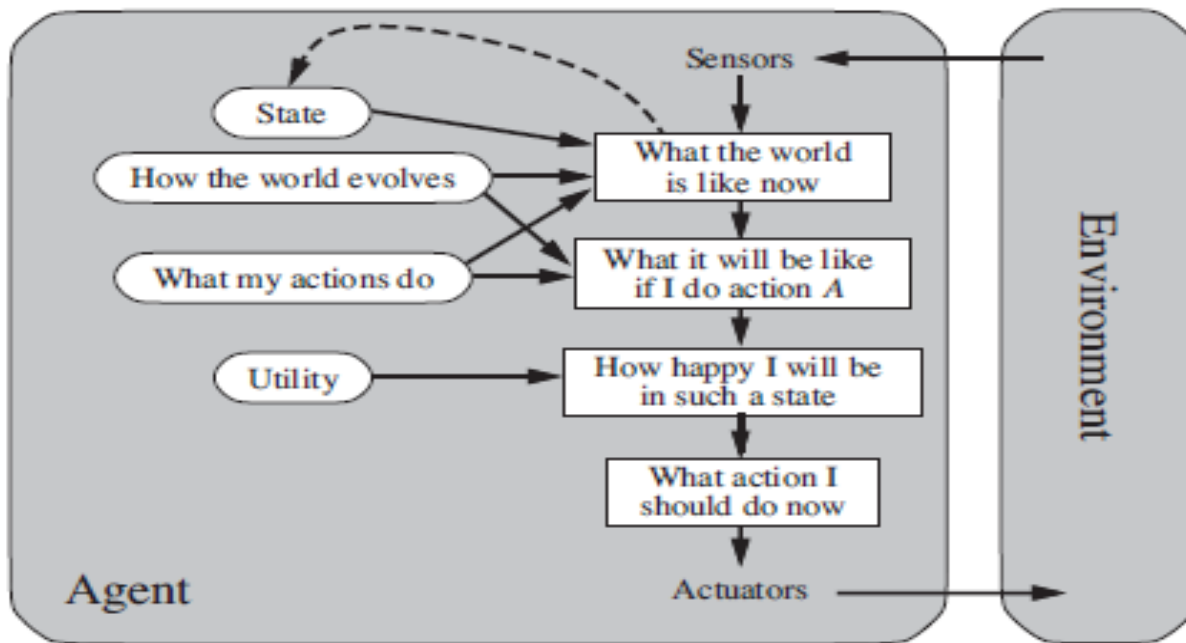 Sensors
State
What the world
is like now
How the world evolves
What my actions do
What it will be like
if I do action A
Utility
How happy I will be
in such a state
What action I
should do now
Agent
Actuators
Environment